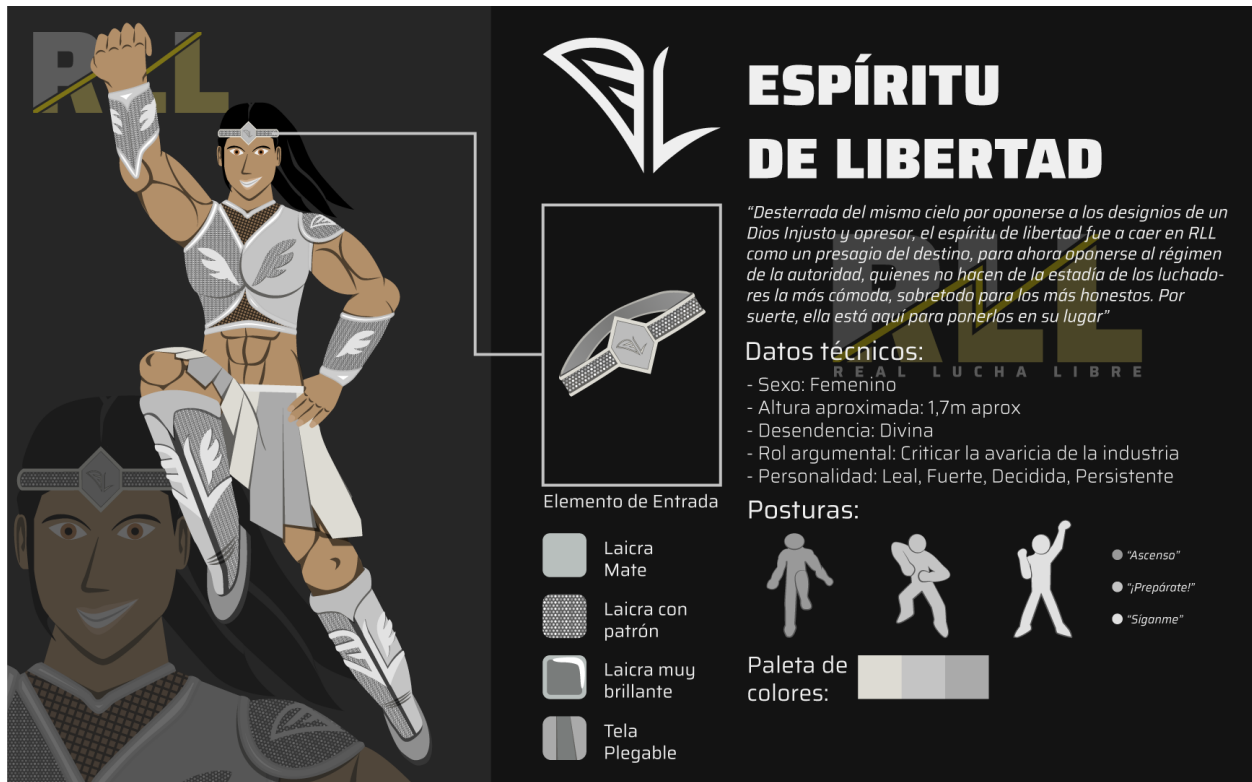 RLL
ESPÍRITU
DE LIBERTAD
“Desterrada del mismo cielo por oponerse a los designios de un
Dios Injusto y opresor, el espíritu de libertad fue a caer en RLL
como un presagio del destino, para ahora oponerse al régimen
de la autoridad, quienes no hacen de la estadía de los luchado-
res la más cómoda, sobretodo para los más honestos. Por
suerte, ella está aquí para ponerlos en su lugar”
RLL
REAL LUCHA LIBRE
Datos técnicos:
- Sexo: Femenino
- Altura aproximada: 1,7m aprox
- Desendencia: Divina
- Rol argumental: Criticar la avaricia de la industria
- Personalidad: Leal, Fuerte, Decidida, Persistente
Elemento de Entrada
Laicra
Mate
Laicra con
patrón
Laicra muy
brillante
Tela
Plegable
Posturas:
“Ascenso”
“¡Prepárate!”
“Síganme”
Paleta de
colores: